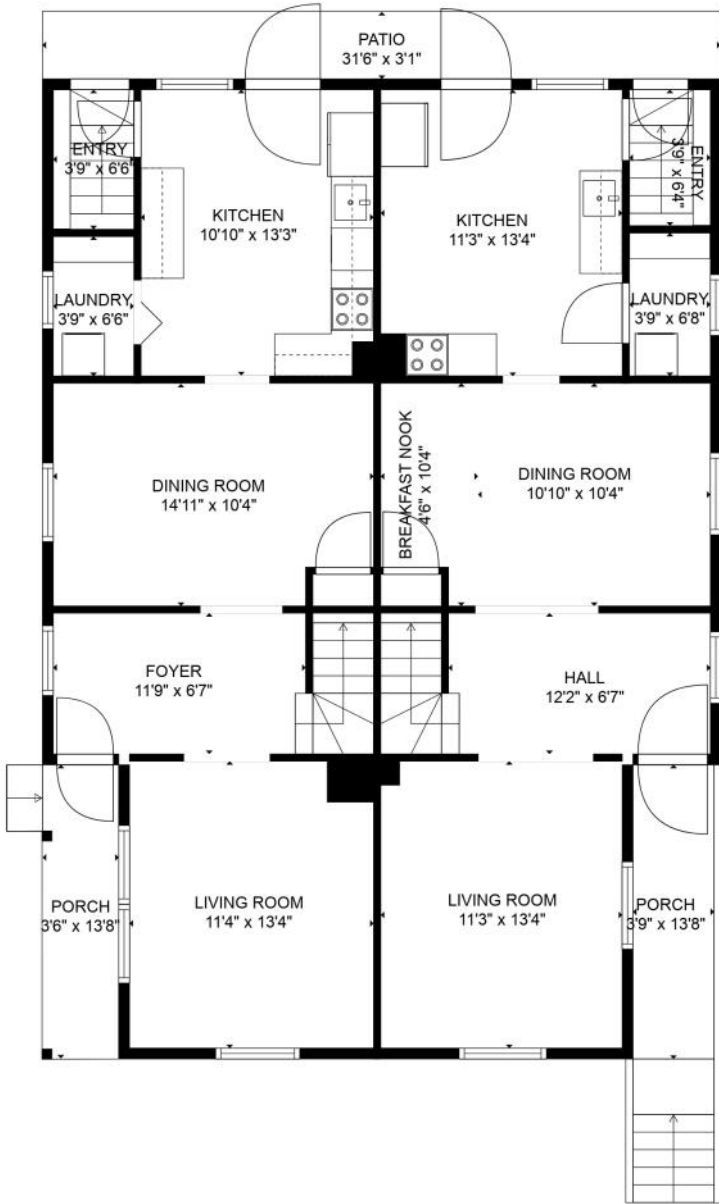 PATIO
31'6" x 3'1"
ENTRY
3'9" x 6'6"
KITCHEN
10'10" x 13'3"
KITCHEN
11'3" x 13'4"
ENTRY
3'9" x 6'4"
LAUNDRY
3'9" x 6'6"
LAUNDRY
3'9" x 6'8"
DINING ROOM
14'11" x 10'4"
BREAKFAST NOOK
4'6" x 10'4"
DINING ROOM
10'10" x 10'4"
FOYER
11'9" x 6'7"
HALL
12'2" x 6'7"
PORCH
3'6" x 13'8"
LIVING ROOM
11'4" x 13'4"
LIVING ROOM
11'3" x 13'4"
PORCH
3'9" x 13'8"